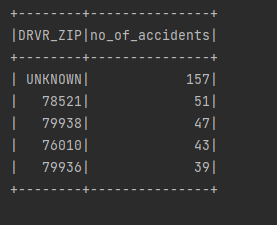 +--------+---------------+
|DRVR_ZIP|no_of_accidents|
+--------+---------------+
| UNKNOWN|            157|
|   78521|             51|
|   79938|             47|
|   76010|             43|
|   79936|             39|
+--------+---------------+